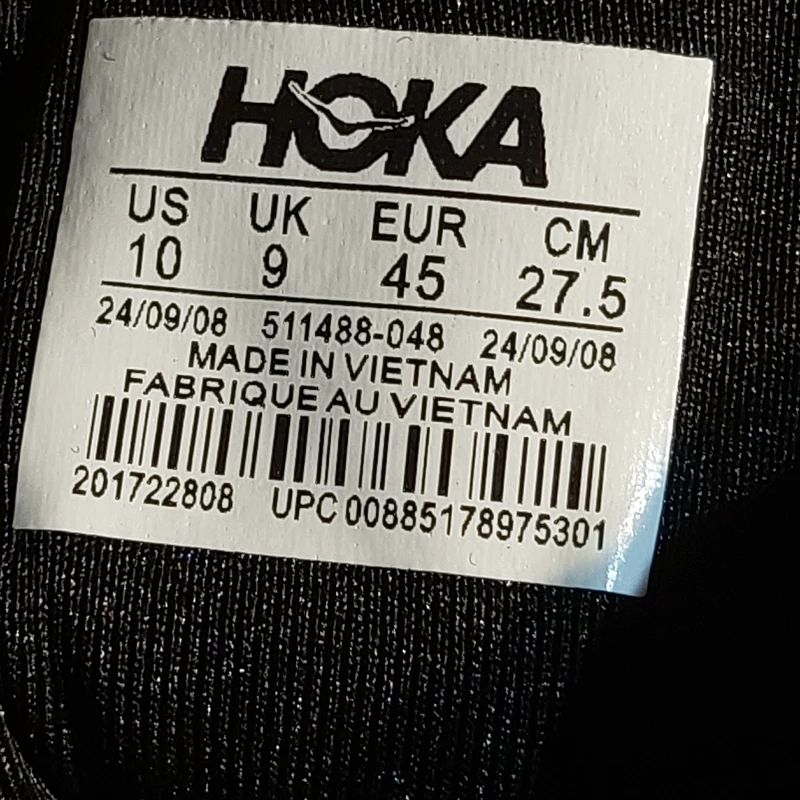 HOKA
US UK EUR CM
10 9 45 27.5
24/09/08 511488-048 24/09/08
MADE IN VIETNAM
FABRIQUE AU VIETNAM
201722808 UPC 00885178975301